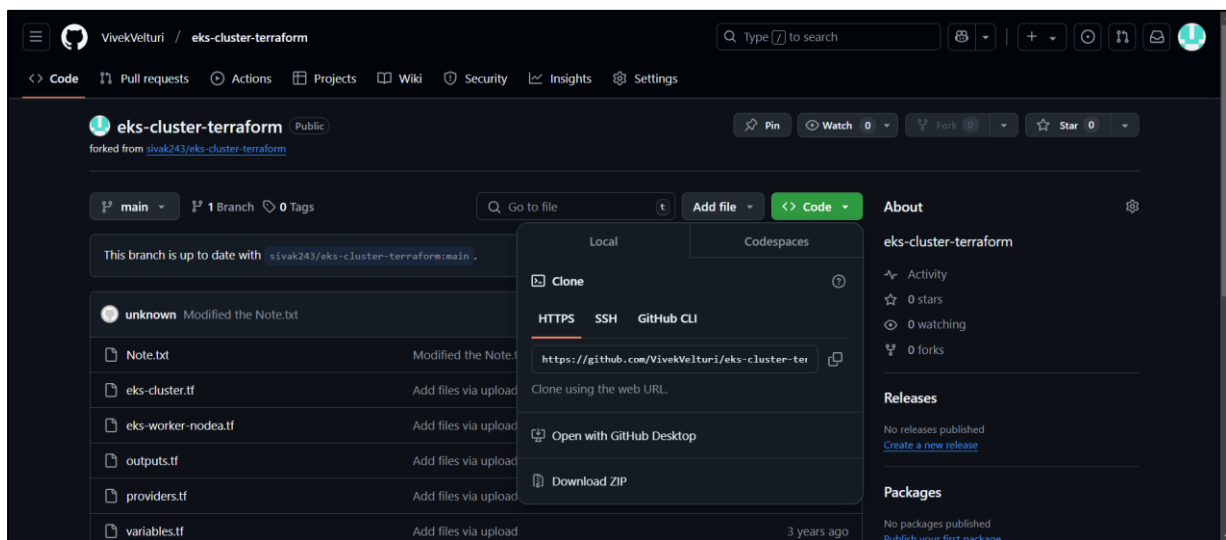 VivekVelturi / eks-cluster-terraform
Type / to search
Code Pull requests Actions Projects Wiki Security Insights Settings
eks-cluster-terraform Public
Pin Watch 0 Fork 0 Star 0
forked from sivak243/eks-cluster-terraform
main 1 Branch 0 Tags
Go to file t Add file Code
This branch is up to date with sivak243/eks-cluster-terraform:main .
Local Codespaces
Clone
HTTPS SSH GitHub CLI
https://github.com/VivekVelturi/eks-cluster-ter
Clone using the web URL.
Open with GitHub Desktop
Download ZIP
unknown Modified the Note.txt
Note.txt Modified the Note.t
eks-cluster.tf Add files via upload
eks-worker-nodea.tf Add files via upload
outputs.tf Add files via upload
providers.tf Add files via upload
variables.tf Add files via upload 3 years ago
About
eks-cluster-terraform
Activity
0 stars
0 watching
0 forks
Releases
No releases published
Create a new release
Packages
No packages published
Publish your first package